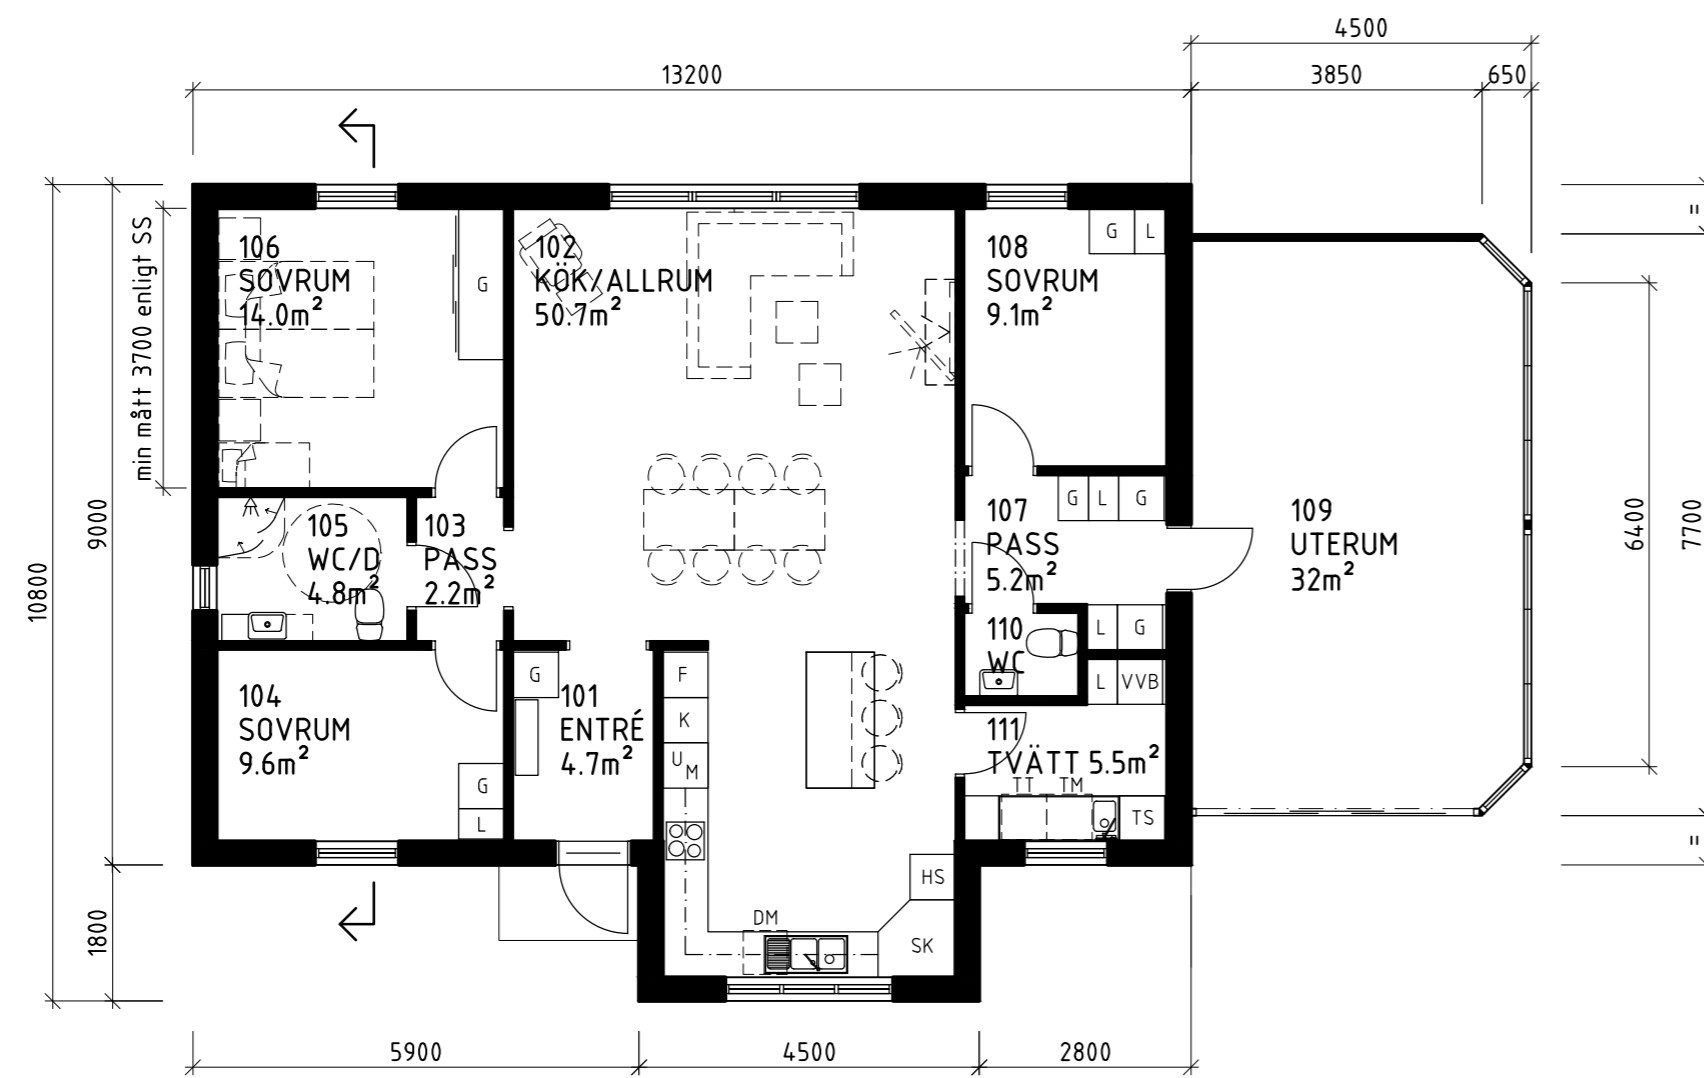 4500
13200
3850
650
min mått 3700 enligt SS
9000
10800
1800
106
SOVRUM
14.0m²
G
102
KÖK/ALLRUM
50.7m²
108
SOVRUM
9.1m²
G L
105
WC/D
4.8m²
103
PASS
2.2m²
107
PASS
5.2m²
G L G
109
UTERUM
32m²
6400
7700
"
"
110
WC
L G
L VVB
104
SOVRUM
9.6m²
G
L
G
101
ENTRÉ
4.7m²
F
K
U
M
111
TVÄTT 5.5m²
TT TM
TS
HS
DM
SK
5900
4500
2800